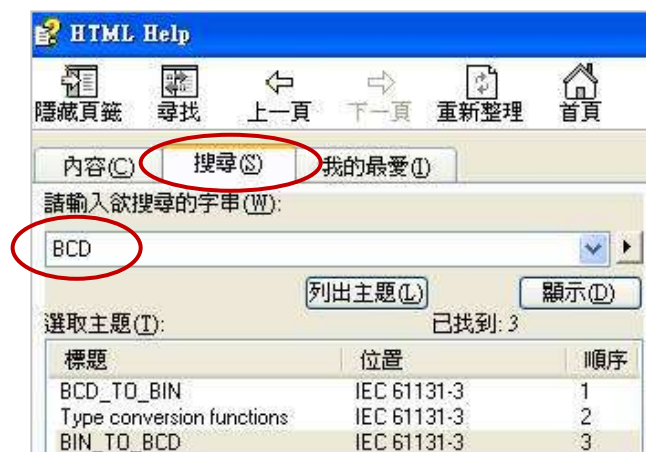 HTML Help
隱藏頁籤 尋找 上一頁 下一頁 重新整理 首頁
內容(C) 搜尋(S) 我的最愛(I)
請輸入欲搜尋的字串(W):
BCD
列出主題(L) 顯示(D)
選取主題(T): 已找到: 3
標題 位置 順序
BCD_TO_BIN IEC 61131-3 1
Type conversion functions IEC 61131-3 2
BIN_TO_BCD IEC 61131-3 3